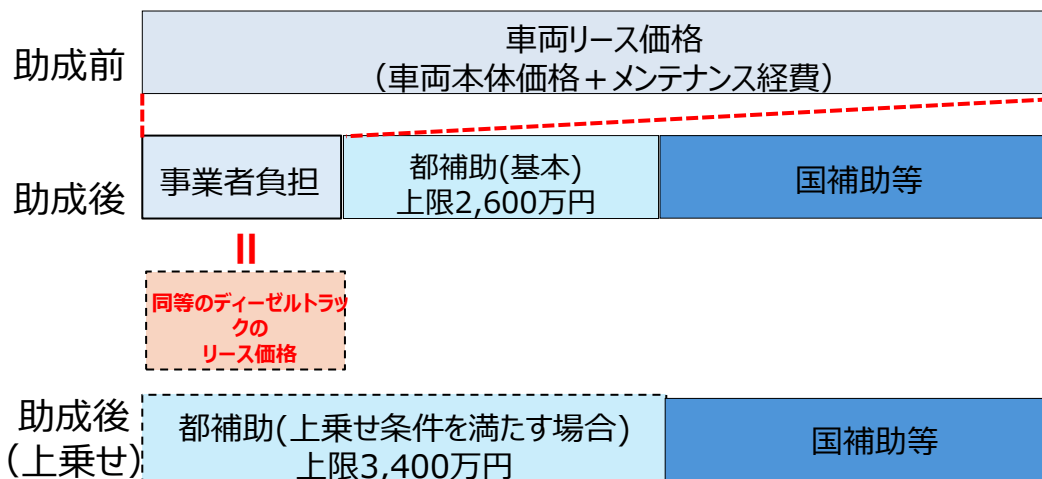 助成前
車両リース価格
(車両本体価格+メンテナンス経費)
助成後
事業者負担
都補助(基本)
上限2,600万円
国補助等
=
同等のディーゼルトラッ
クの
リース価格
助成後
(上乗せ)
都補助(上乗せ条件を満たす場合)
上限3,400万円
国補助等